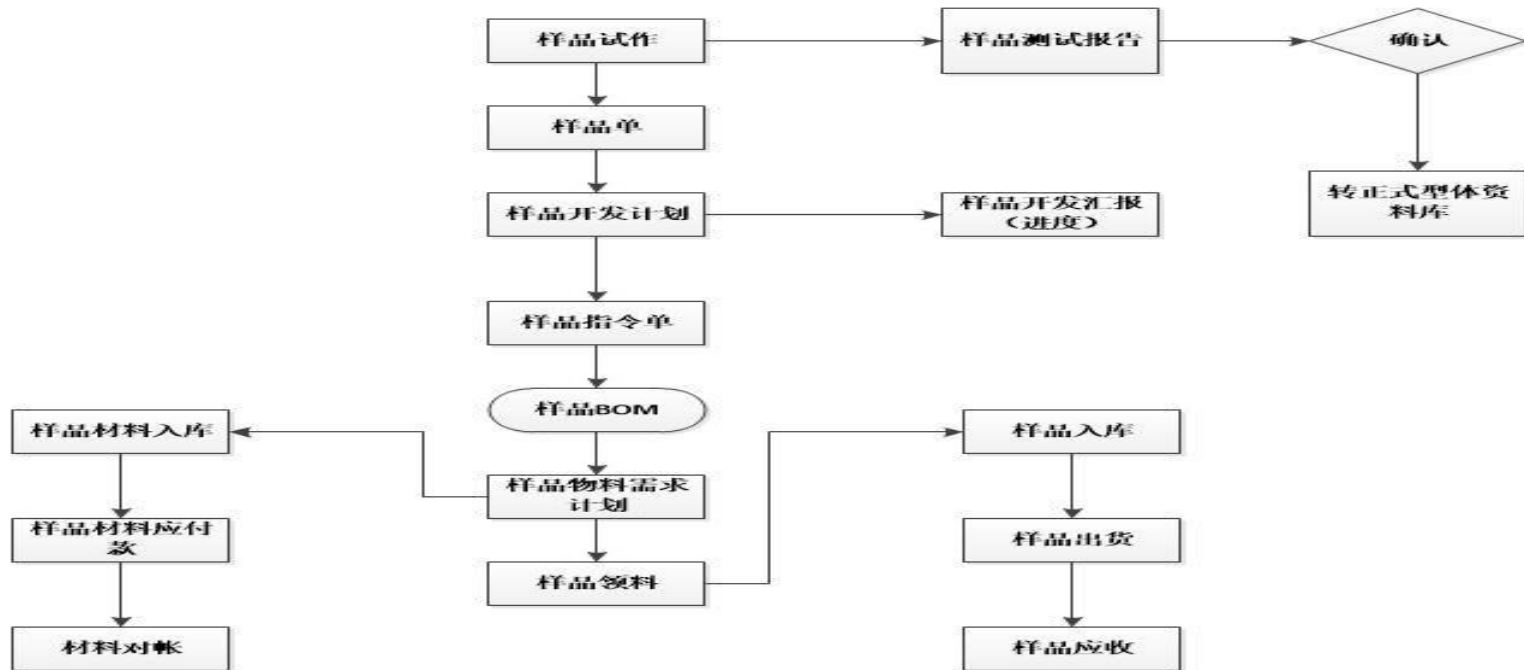 样品试作
样品测试报告
确认
样品单
样品开发计划
样品开发汇报
（进度）
转正式型体资
料库
样品指令单
样品BOM
样品材料入库
样品入库
样品物料需求
计划
样品材料应付
款
样品出货
样品领料
材料对帐
样品应收